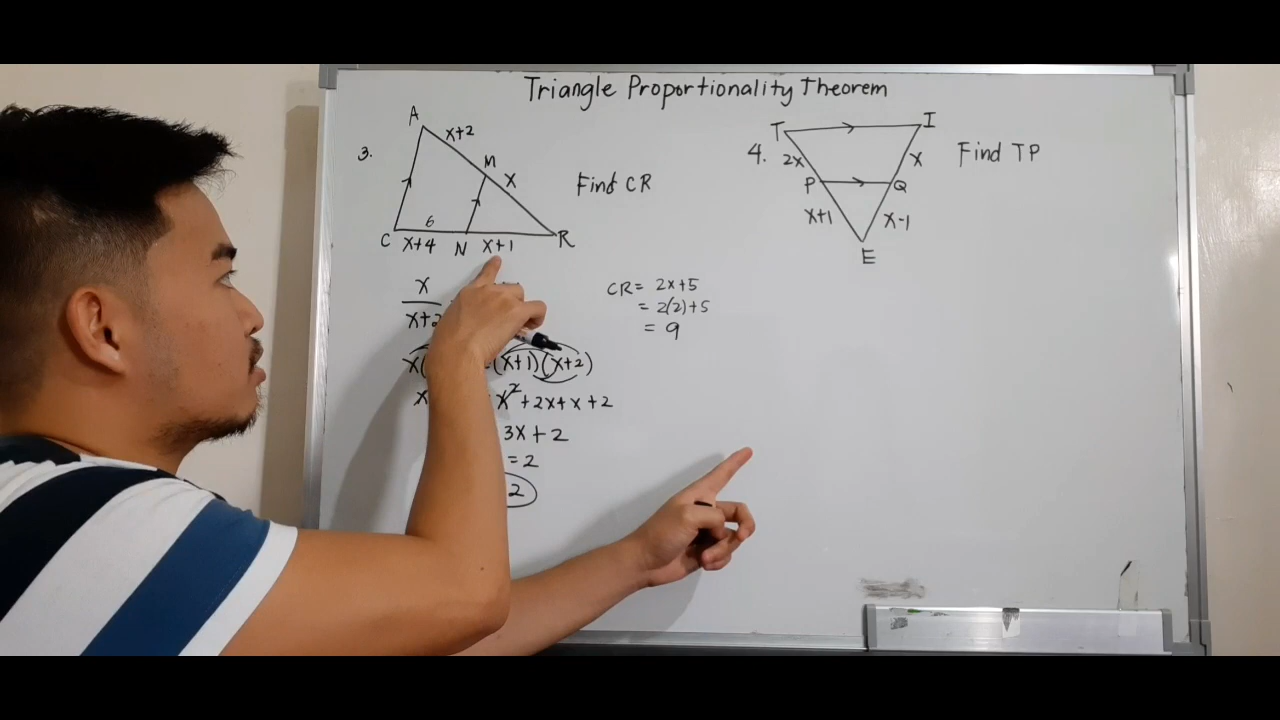 Triangle Proportionality Theorem
3.
A
x+2
M
x
Find CR
6
C x+4 N x+1 R
x
x+2
CR = 2x+5
= 2(2)+5
= 9
x( (x+1)(x+2)
x x²+2x+x+2
3x+2
=2
2
4.
T I
2x x
Find TP
P Q
x+1 x-1
E